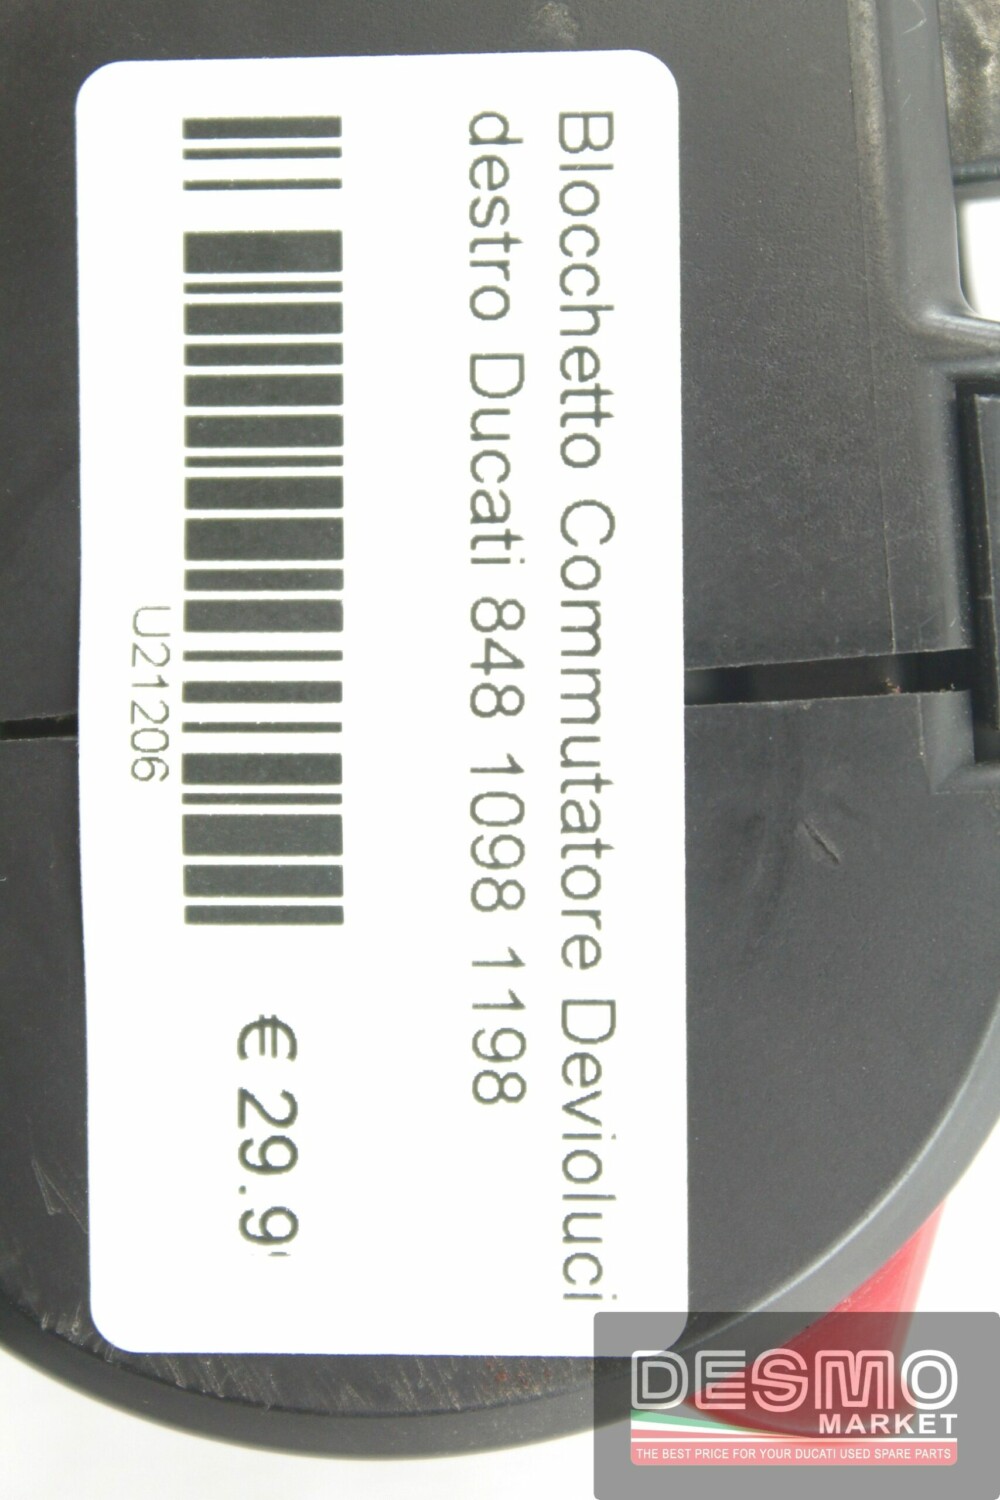 Blocchetto Commutatore Devioluci
destro Ducati 848 1098 1198
U21206
€ 29.9
DESMO
MARKET
THE BEST PRICE FOR YOUR DUCATI USED SPARE PARTS